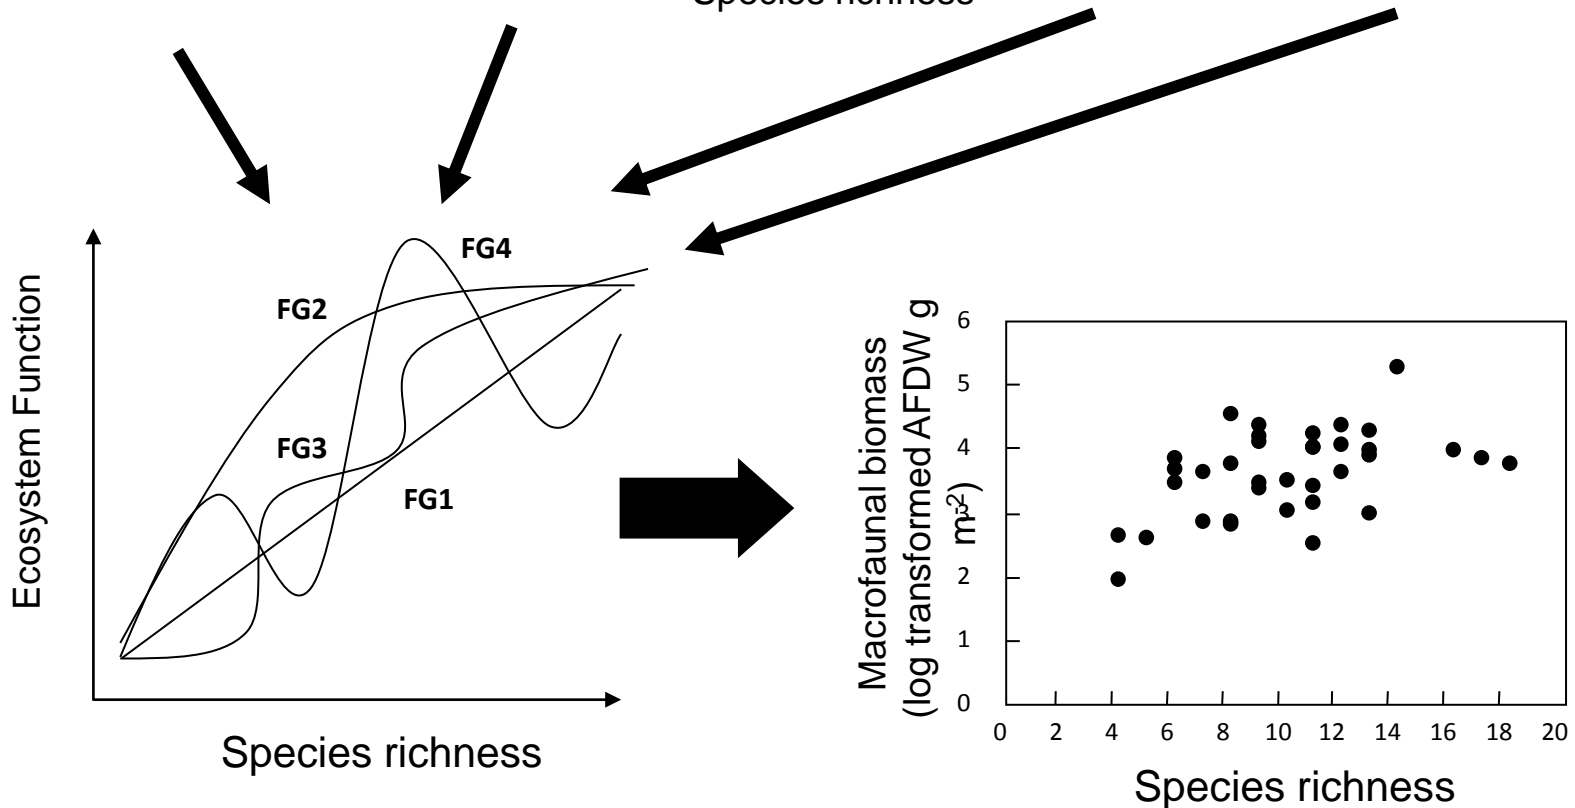 Species richness
FG4
FG2
FG3
FG1
Ecosystem Function
Species richness
Macrofaunal biomass
(log transformed AFDW g
m-2)
6
5
4
3
2
1
0
0 2 4 6 8 10 12 14 16 18 20
Species richness